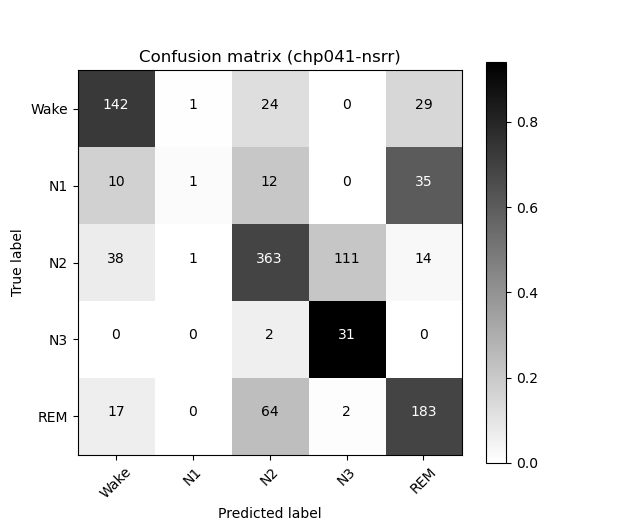 Confusion matrix (chp041-nsrr)
Wake 142 1 24 0 29
N1 10 1 12 0 35
N2 38 1 363 111 14
N3 0 0 2 31 0
REM 17 0 64 2 183
Wake N1 N2 N3 REM
Predicted label
True label
0.8
0.6
0.4
0.2
0.0